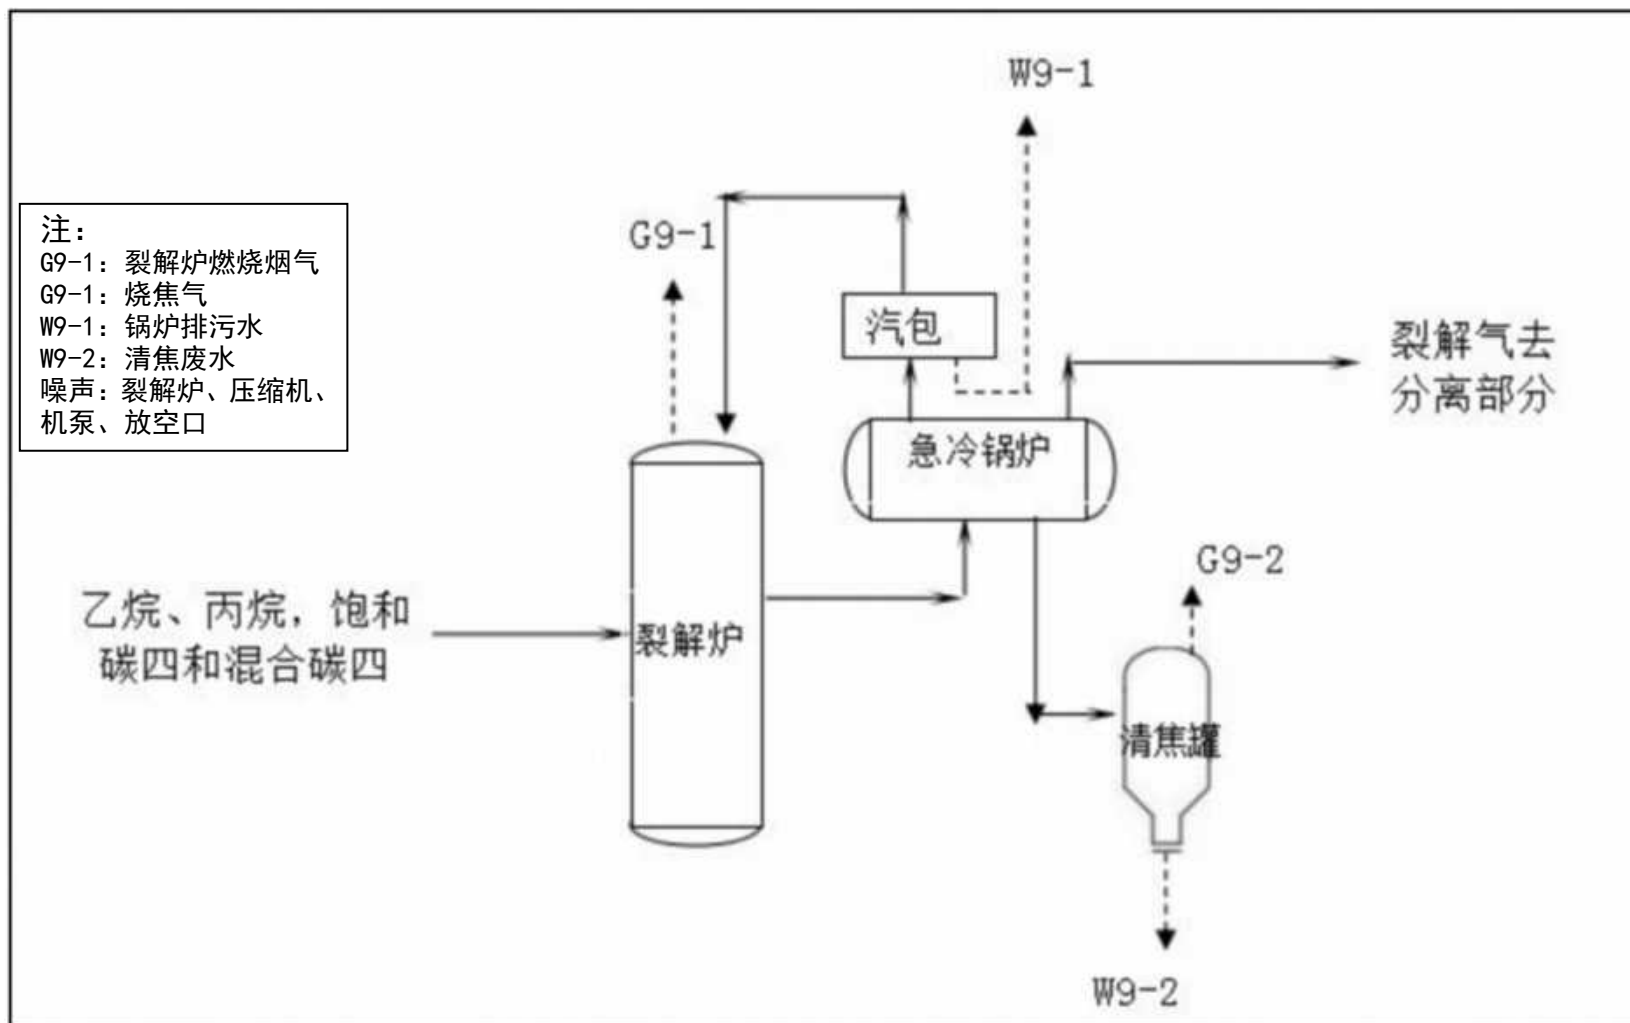 W9-1
注：
G9-1：裂解炉燃烧烟气
G9-1：烧焦气
W9-1：锅炉排污水
W9-2：清焦废水
噪声：裂解炉、压缩机、
机泵、放空口
G9-1
汽包
裂解气去
分离部分
急冷锅炉
G9-2
乙烷、丙烷，饱和
碳四和混合碳四
裂解炉
清焦罐
W9-2